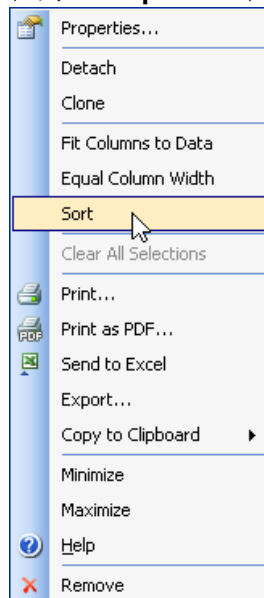 Properties...
Detach
Clone
Fit Columns to Data
Equal Column Width
Sort
Clear All Selections
Print...
PDF Print as PDF...
Send to Excel
Export...
Copy to Clipboard
Minimize
Maximize
? Help
Remove